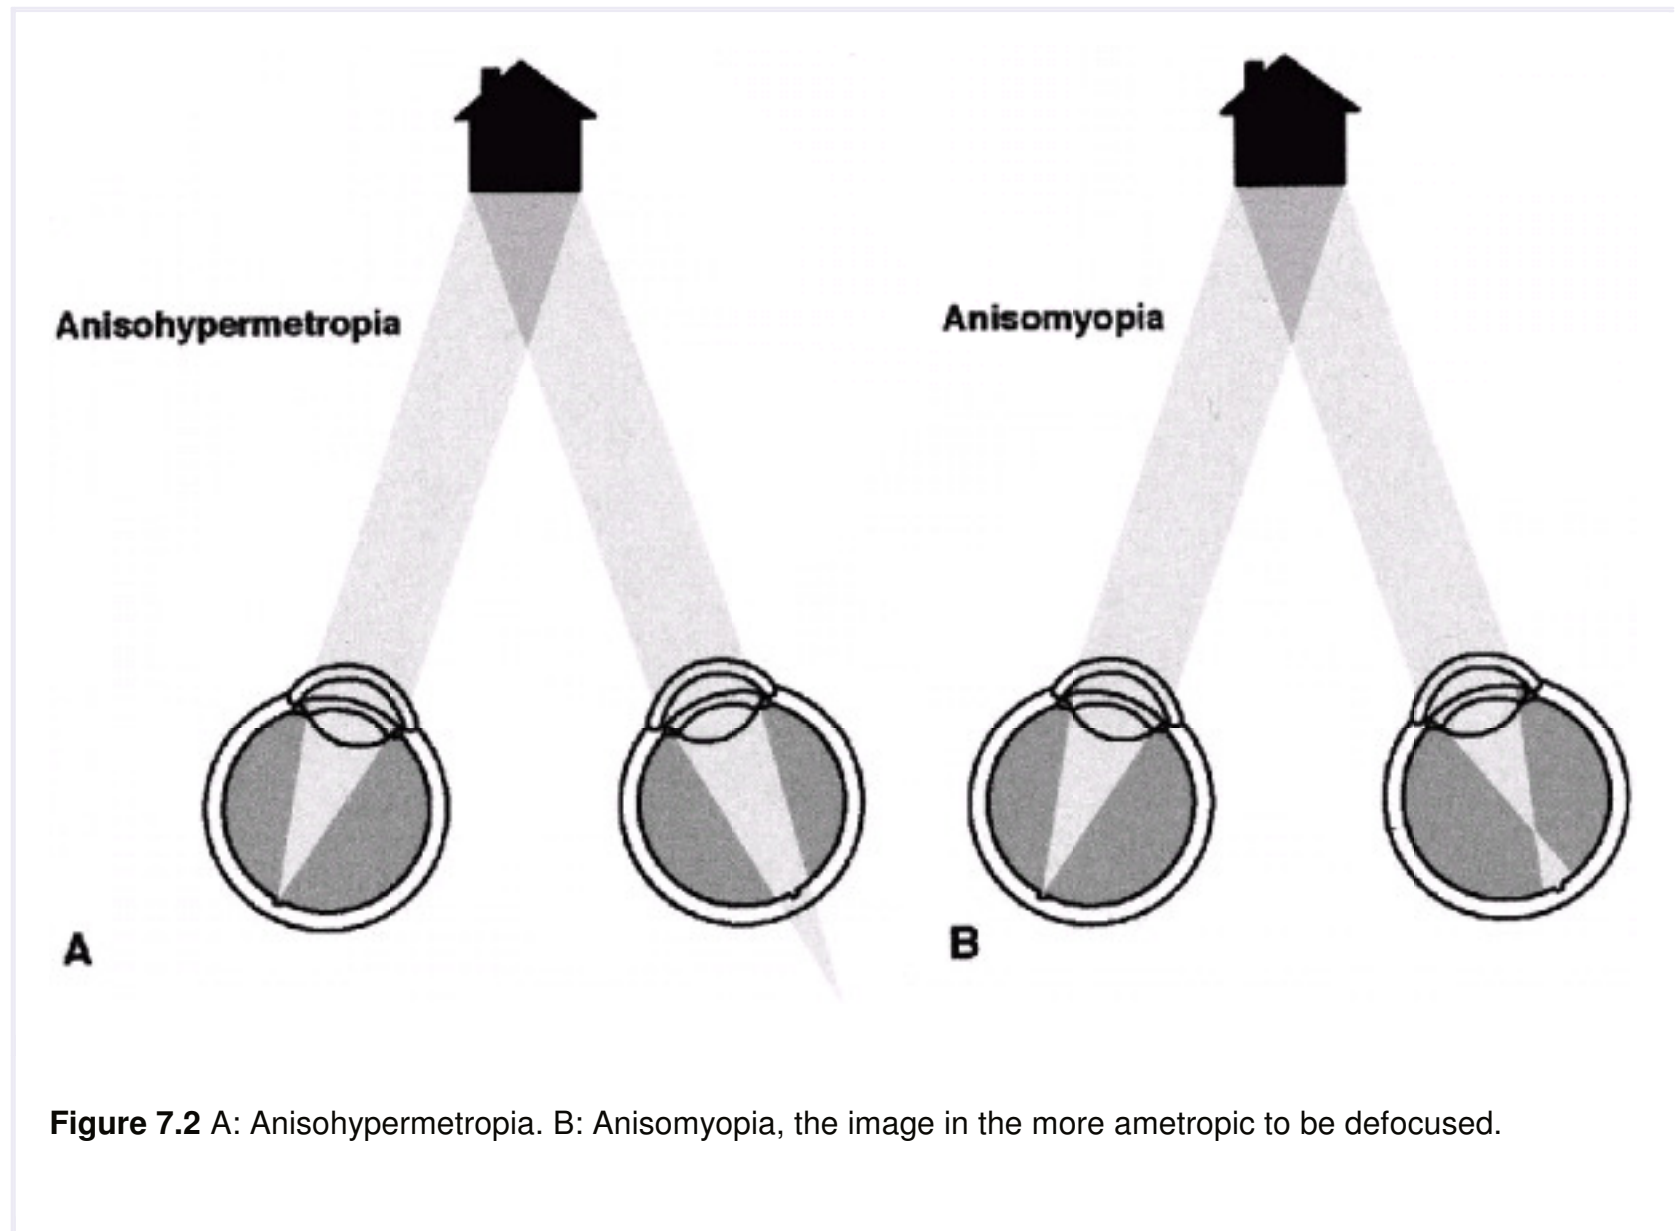 Anisohypermetropia
Anisomyopia
A
B
Figure 7.2 A: Anisohypermetropia. B: Anisomyopia, the image in the more ametropic to be defocused.